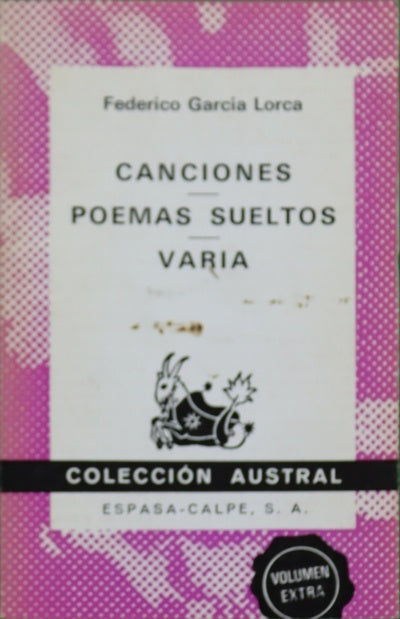 Federico García Lorca
CANCIONES
POEMAS SUELTOS
VARIA
COLECCIÓN AUSTRAL
ESPASA-CALPE, S. A.
VOLUMEN
EXTRA